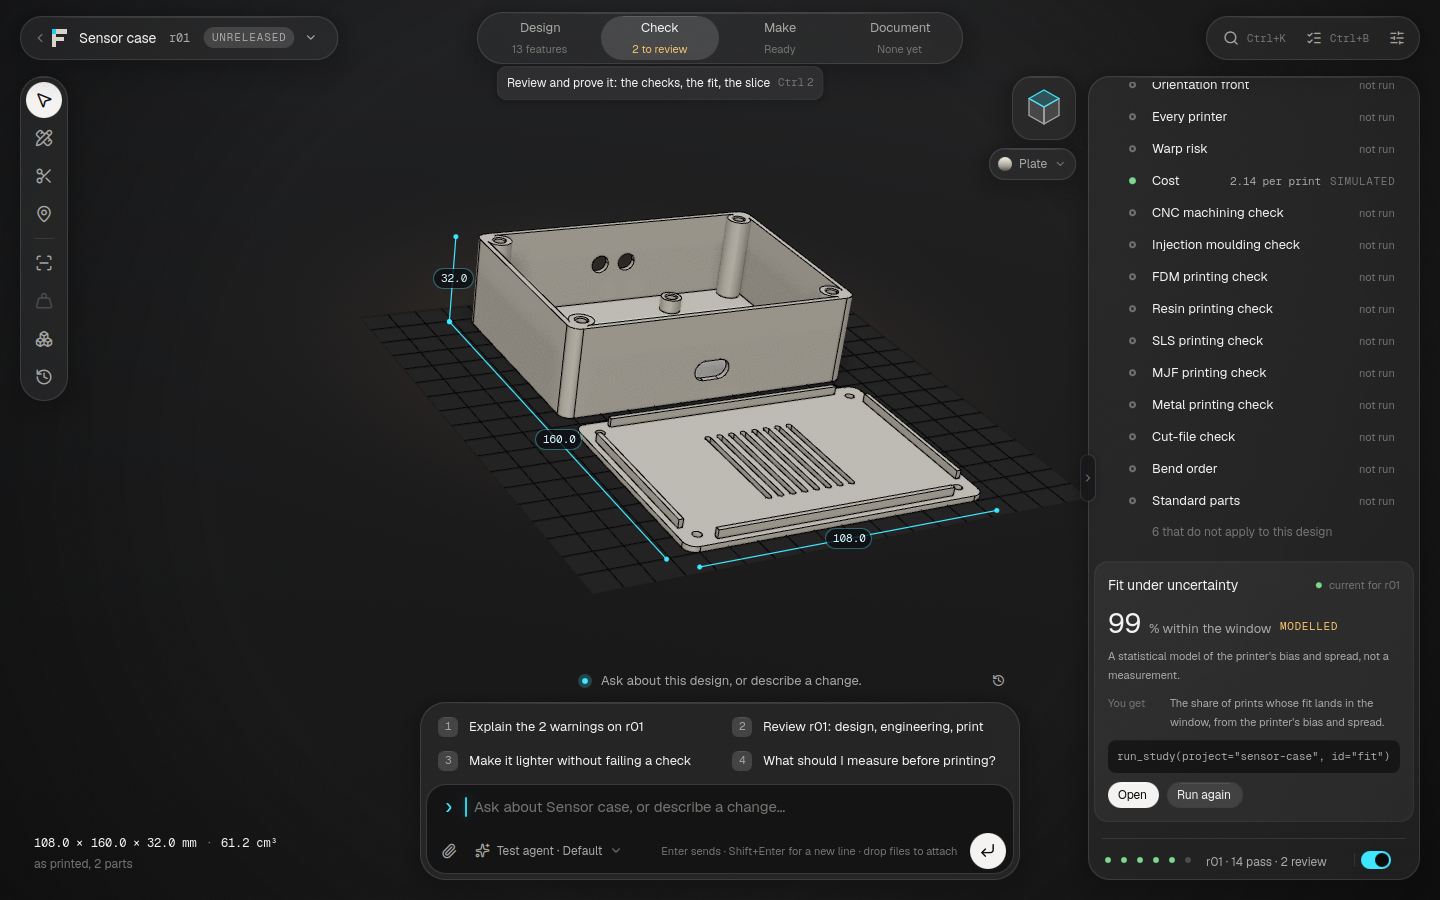 Sensor case r01 UNRELEASED
Design
13 features
Check
2 to review
Make
Ready
Document
None yet
Ctrl+K
Ctrl+B
Review and prove it: the checks, the fit, the slice Ctrl 2
Plate
32.0
160.0
108.0
Orientation front not run
Every printer not run
Warp risk not run
Cost 2.14 per print SIMULATED
CNC machining check not run
Injection moulding check not run
FDM printing check not run
Resin printing check not run
SLS printing check not run
MJF printing check not run
Metal printing check not run
Cut-file check not run
Bend order not run
Standard parts not run
6 that do not apply to this design
Fit under uncertainty current for r01
99 % within the window MODELLED
A statistical model of the printer's bias and spread, not a
measurement.
You get The share of prints whose fit lands in the
window, from the printer's bias and spread.
run_study(project="sensor-case", id="fit")
Open Run again
r01 · 14 pass · 2 review
Ask about this design, or describe a change.
1 Explain the 2 warnings on r01
2 Review r01: design, engineering, print
3 Make it lighter without failing a check
4 What should I measure before printing?
Ask about Sensor case, or describe a change...
Test agent · Default
Enter sends · Shift+Enter for a new line · drop files to attach
108.0 × 160.0 × 32.0 mm · 61.2 cm³
as printed, 2 parts